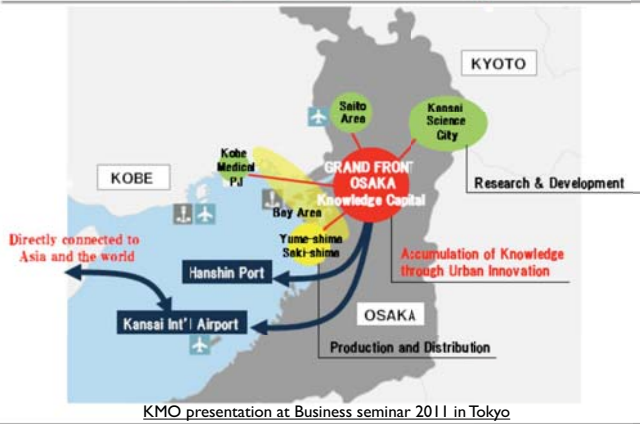 KYOTO
Saito
Area
Kansai
Science
City
Kobe
Medical
PJ
GRAND FRONT
OSAKA
Knowledge Capital
KOBE
Research & Development
Bay Area
Directly connected to
Asia and the world
Yume-shima
Saki-shima
Accumulation of Knowledge
through Urban Innovation
Hanshin Port
Kansai Int'l Airport
OSAKA
Production and Distribution
KMO presentation at Business seminar 2011 in Tokyo